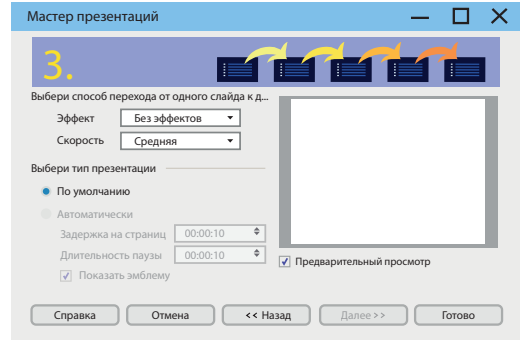 Мастер презентаций
3.
Выбери способ перехода от одного слайда к д...
Эффект Без эффектов
Скорость Средняя
Выбери тип презентации
По умолчанию
Автоматически
Задержка на страниц 00:00:10
Длительность паузы 00:00:10
Показать эмблему
Предварительный просмотр
Справка Отмена << Назад Далее >> Готово